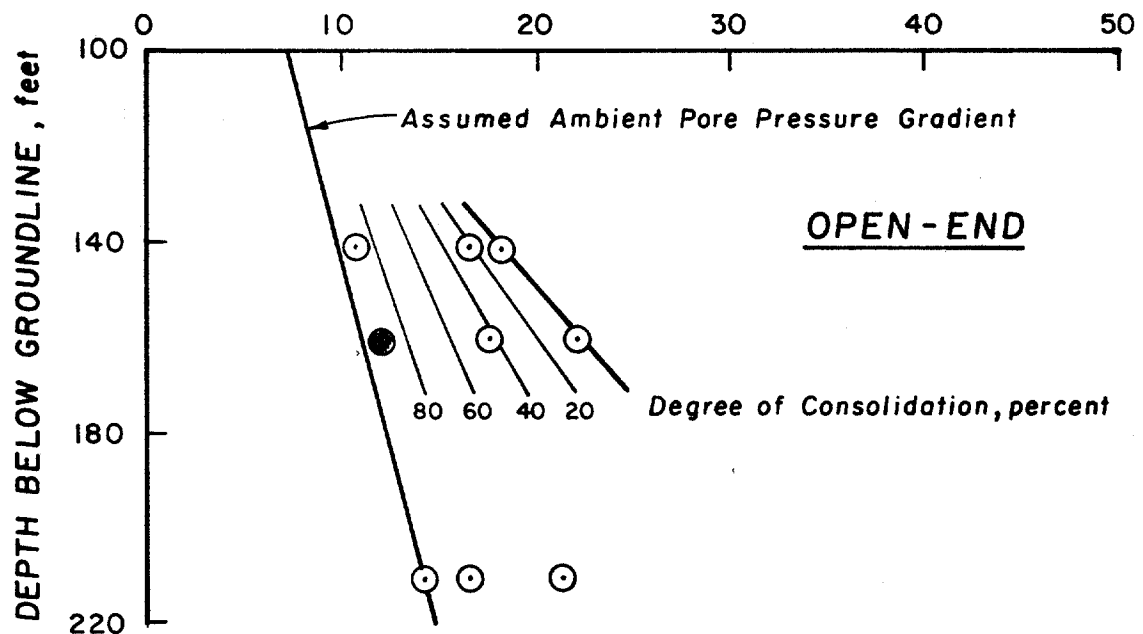 0 10 20 30 40 50
100
Assumed Ambient Pore Pressure Gradient
OPEN-END
140
80 60 40 20 Degree of Consolidation, percent
180
220
DEPTH BELOW GROUNDLINE, feet